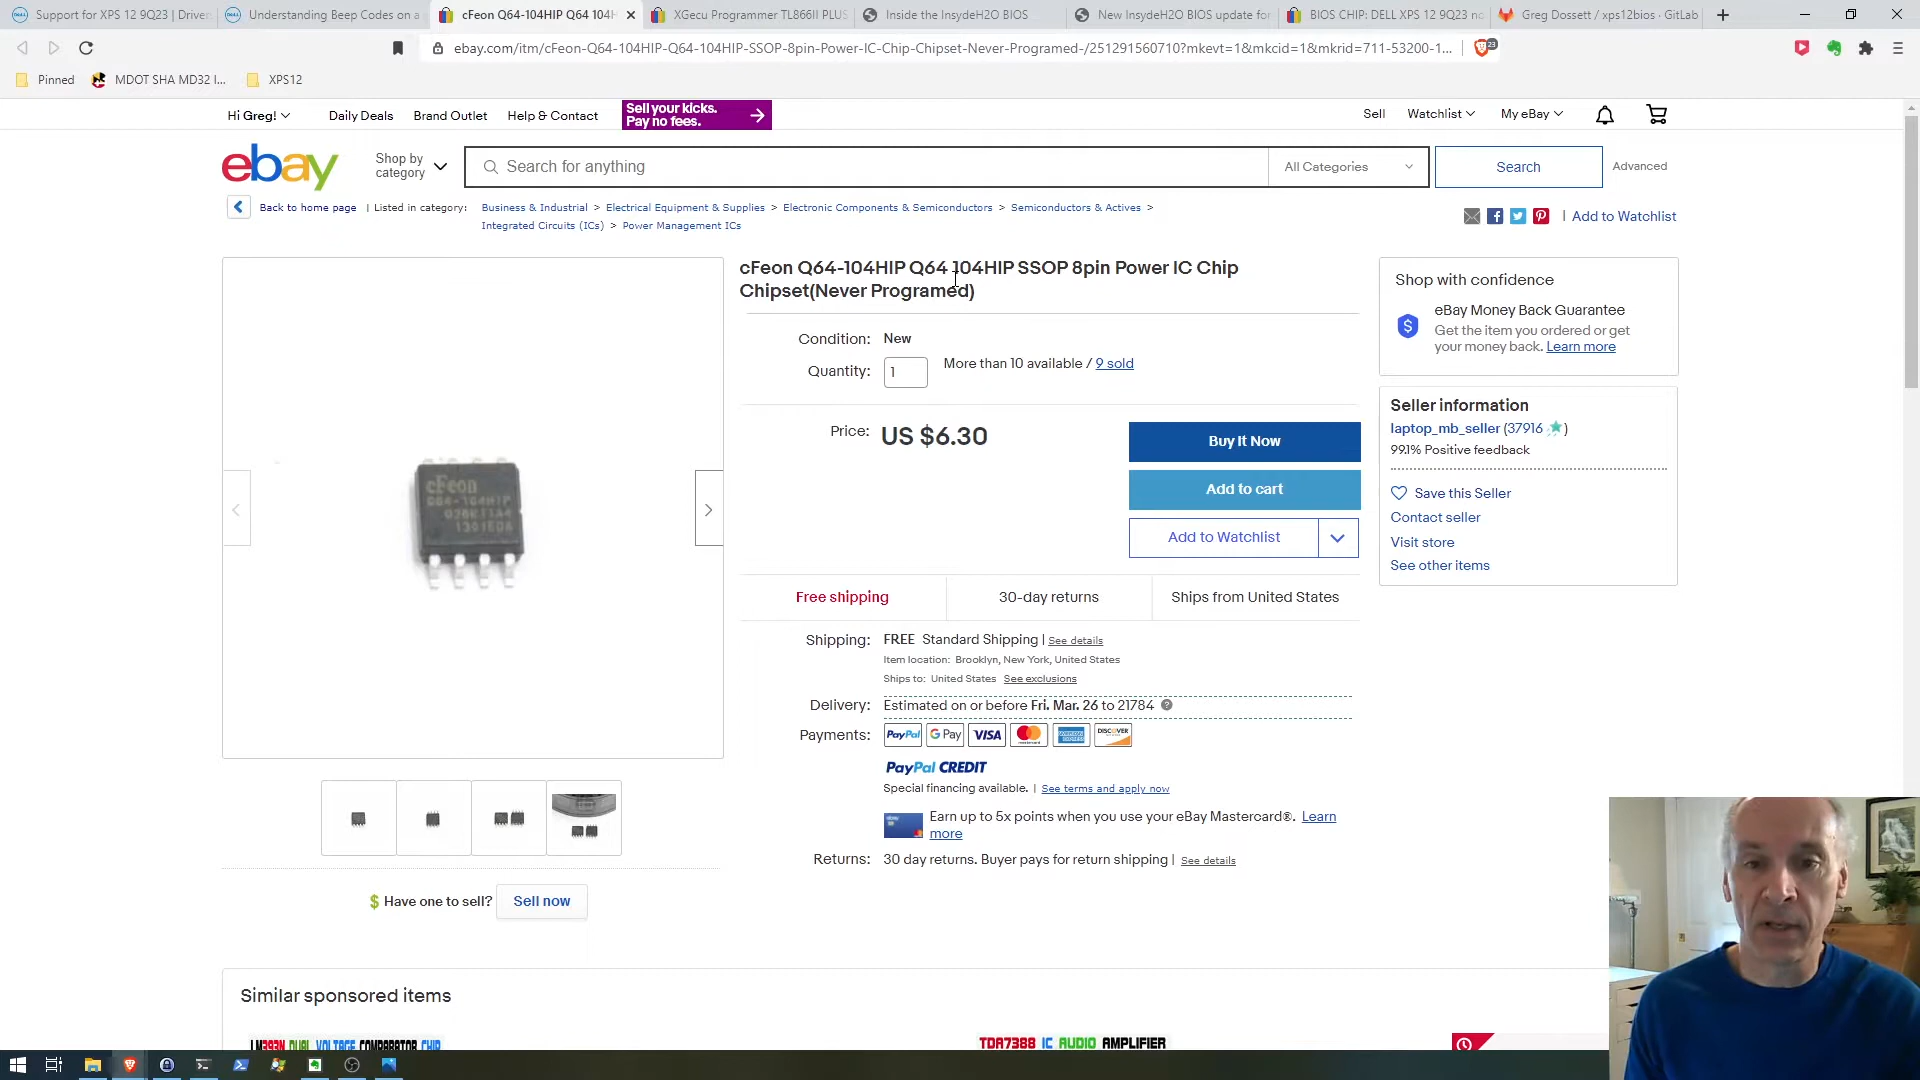 Support for XPS 12 9Q23 | Driver
Understanding Beep Codes on a
cFeon Q64-104HIP Q64 104H
XGecu Programmer TL866II PLUS
Inside the InsydeH2O BIOS
New InsydeH2O BIOS update for
BIOS CHIP: DELL XPS 12 9Q23 no
Greg Dossett / xps12bios · GitLab
ebay.com/itm/cFeon-Q64-104HIP-Q64-104HIP-SSOP-8pin-Power-IC-Chip-Chipset-Never-Programed-/251291560710?mkevt=1&mkcid=1&mkrid=711-53200-1...
23
Pinned
MDOT SHA MD32 I...
XPS12
Hi Greg!
Daily Deals
Brand Outlet
Help & Contact
Sell your kicks.
Pay no fees.
Sell
Watchlist
My eBay
ebay
Shop by
category
Search for anything
All Categories
Search
Advanced
Back to home page | Listed in category:
Business & Industrial > Electrical Equipment & Supplies > Electronic Components & Semiconductors > Semiconductors & Actives >
Integrated Circuits (ICs) > Power Management ICs
| Add to Watchlist
cFeon Q64-104HIP Q64 104HIP SSOP 8pin Power IC Chip
Chipset(Never Programed)
Condition: New
Quantity: 1 More than 10 available / 9 sold
Price: US $6.30
Buy It Now
Add to cart
Add to Watchlist
Free shipping
30-day returns
Ships from United States
Shipping: FREE Standard Shipping | See details
Item location: Brooklyn, New York, United States
Ships to: United States See exclusions
Delivery: Estimated on or before Fri. Mar. 26 to 21784
Payments: PayPal G Pay VISA DISCOVER
PayPal CREDIT
Special financing available. | See terms and apply now
Earn up to 5x points when you use your eBay Mastercard®. Learn
more
Returns: 30 day returns. Buyer pays for return shipping | See details
Shop with confidence
eBay Money Back Guarantee
Get the item you ordered or get
your money back. Learn more
Seller information
laptop_mb_seller (37916 )
99.1% Positive feedback
Save this Seller
Contact seller
Visit store
See other items
cFeon
Q64-104HIP
Have one to sell? Sell now
Similar sponsored items
LM393N DUAL VOLTAGE COMPARATOR CHIP
TDA7388 IC AUDIO AMPLIFIER